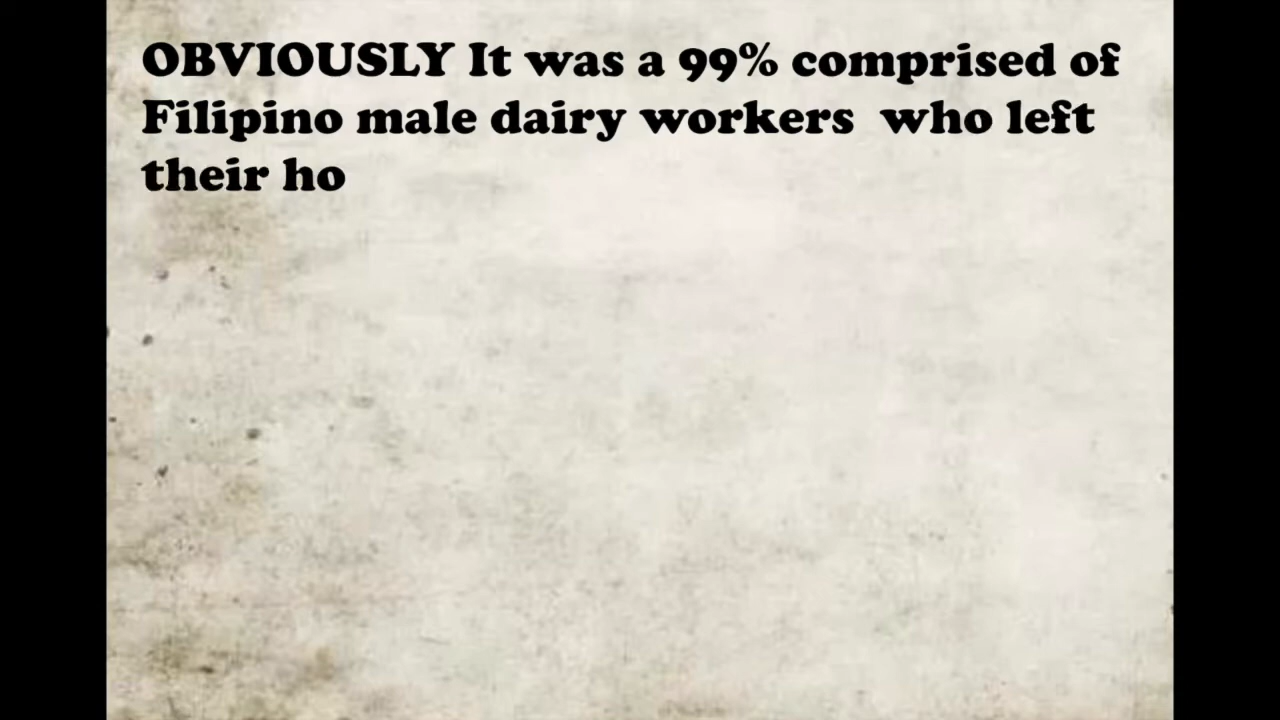 OBVIOUSLY It was a 99% comprised of
Filipino male dairy workers  who left
their ho